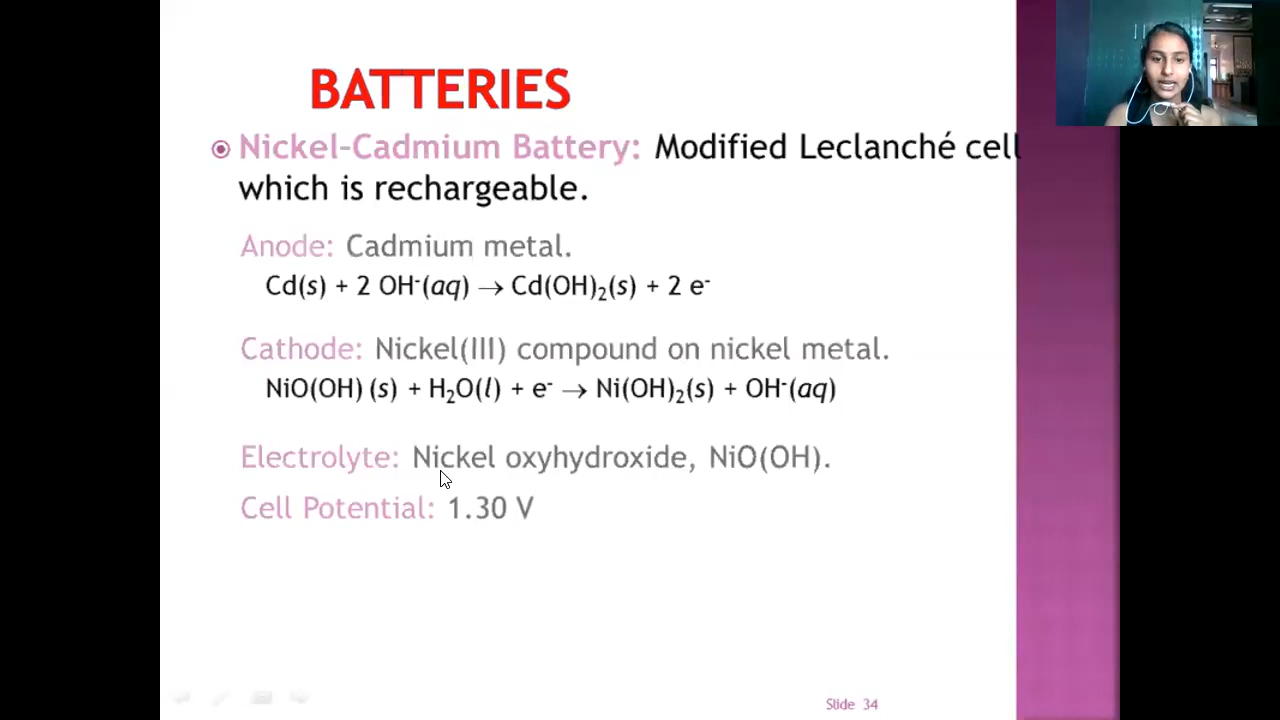 BATTERIES
Nickel-Cadmium Battery: Modified Leclanché cell
which is rechargeable.
Anode: Cadmium metal.
Cd(s) + 2 OH⁻(aq) → Cd(OH)₂(s) + 2 e⁻
Cathode: Nickel(III) compound on nickel metal.
NiO(OH) (s) + H₂O(l) + e⁻ → Ni(OH)₂(s) + OH⁻(aq)
Electrolyte: Nickel oxyhydroxide, NiO(OH).
Cell Potential: 1.30 V
Slide 34